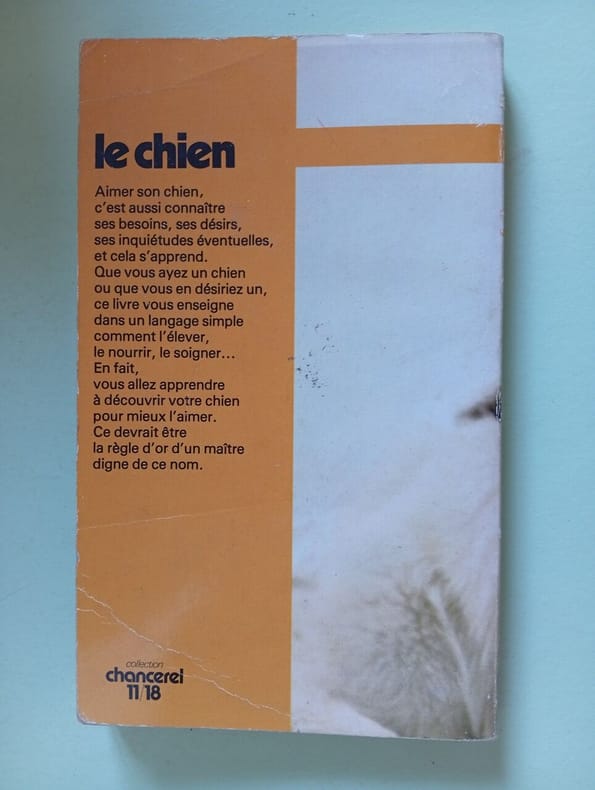 le chien
Aimer son chien,
c'est aussi connaître
ses besoins, ses désirs,
ses inquiétudes éventuelles,
et cela s'apprend.
Que vous ayez un chien
ou que vous en désiriez un,
ce livre vous enseigne
dans un langage simple
comment l'élever,
le nourrir, le soigner...
En fait,
vous allez apprendre
à découvrir votre chien
pour mieux l'aimer.
Ce devrait être
la règle d'or d'un maître
digne de ce nom.
collection
chancerel
11/18